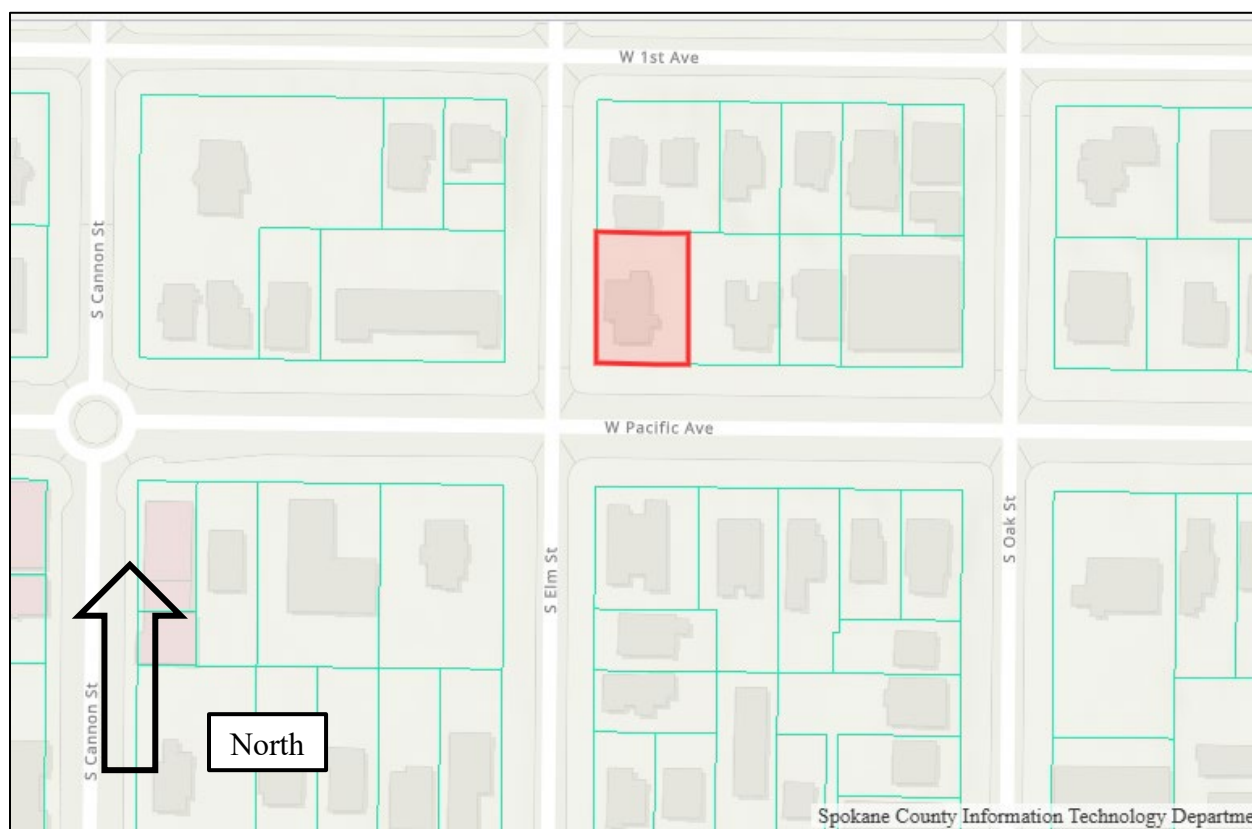 W 1st Ave
S Cannon St
W Pacific Ave
S Elm St
S Oak St
S Cannon St
North
Spokane County Information Technology Departme